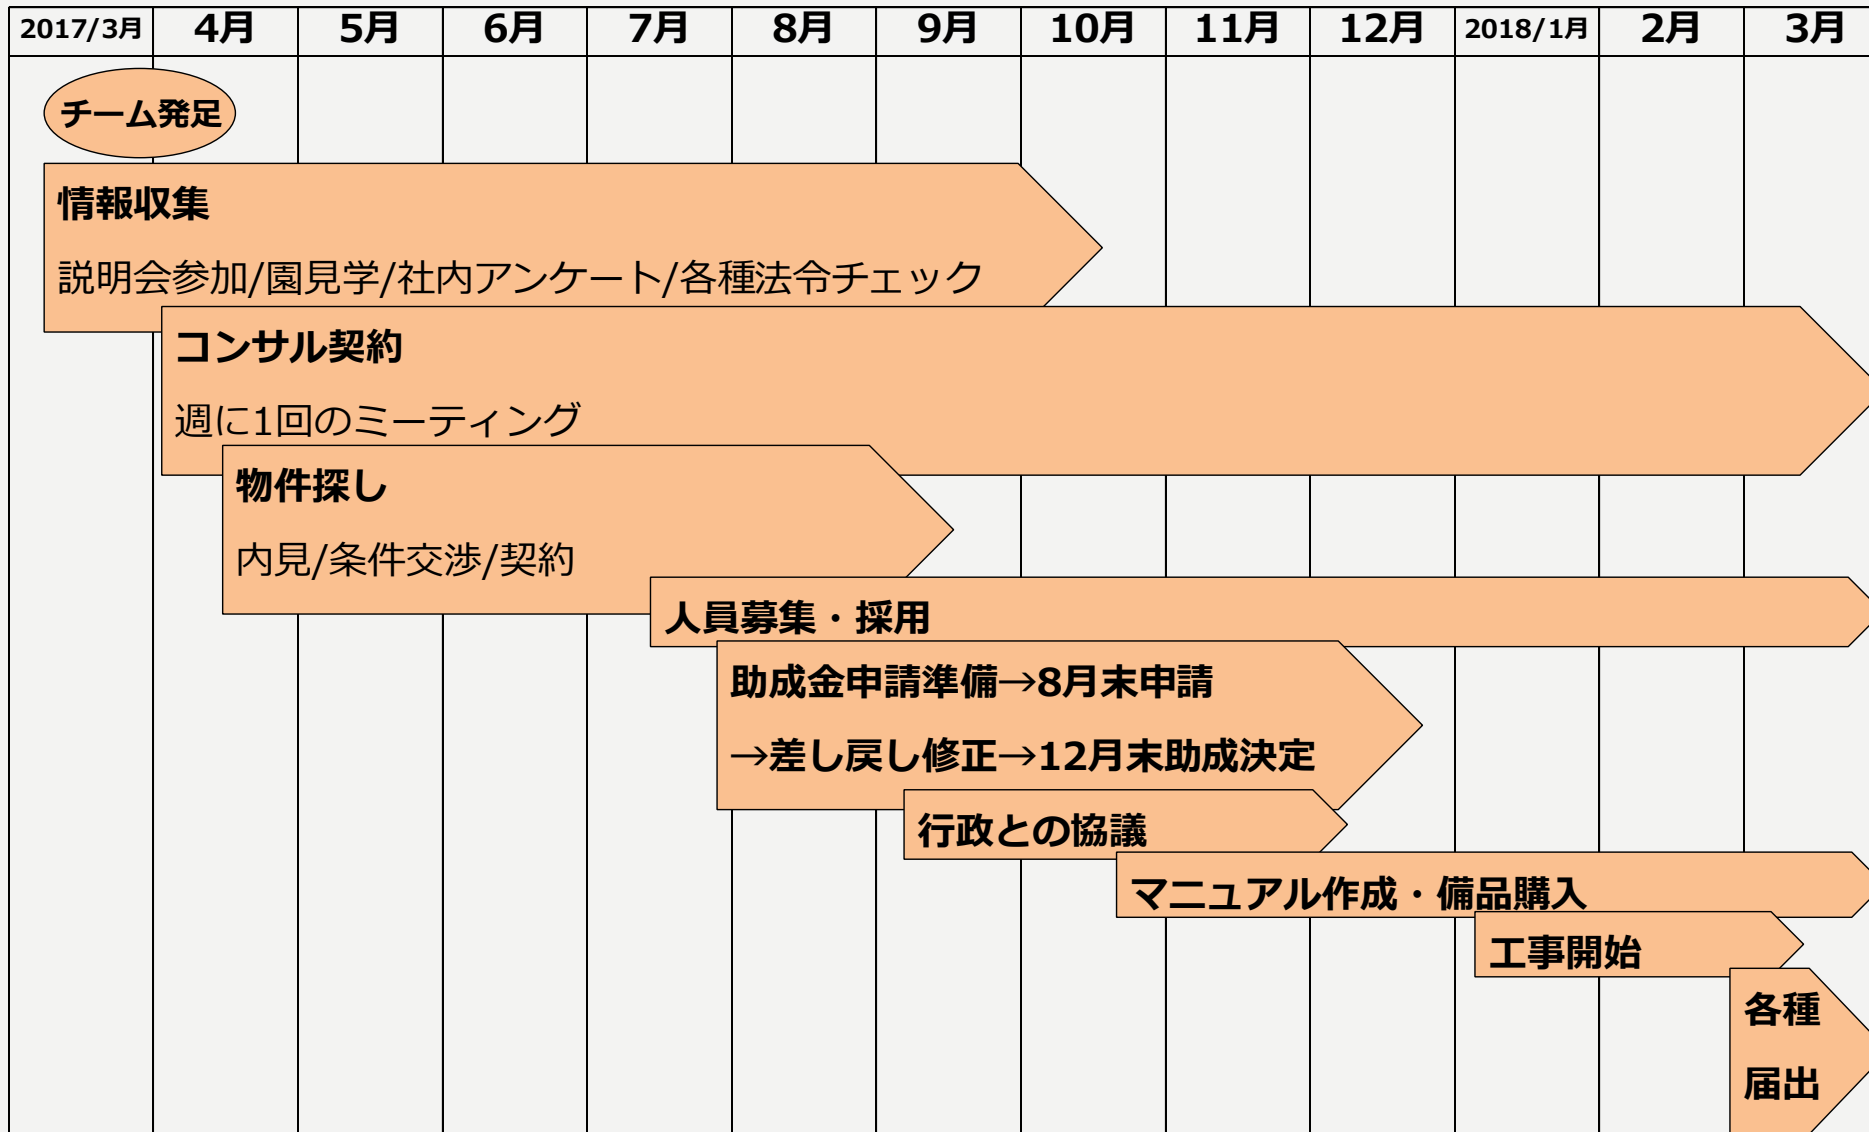 2017/3月 4月 5月 6月 7月 8月 9月 10月 11月 12月 2018/1月 2月 3月
チーム発足
情報収集
説明会参加/園見学/社内アンケート/各種法令チェック
コンサル契約
週に1回のミーティング
物件探し
内見/条件交渉/契約
人員募集・採用
助成金申請準備→8月末申請
→差し戻し修正→12月末助成決定
行政との協議
マニュアル作成・備品購入
工事開始
各種
届出